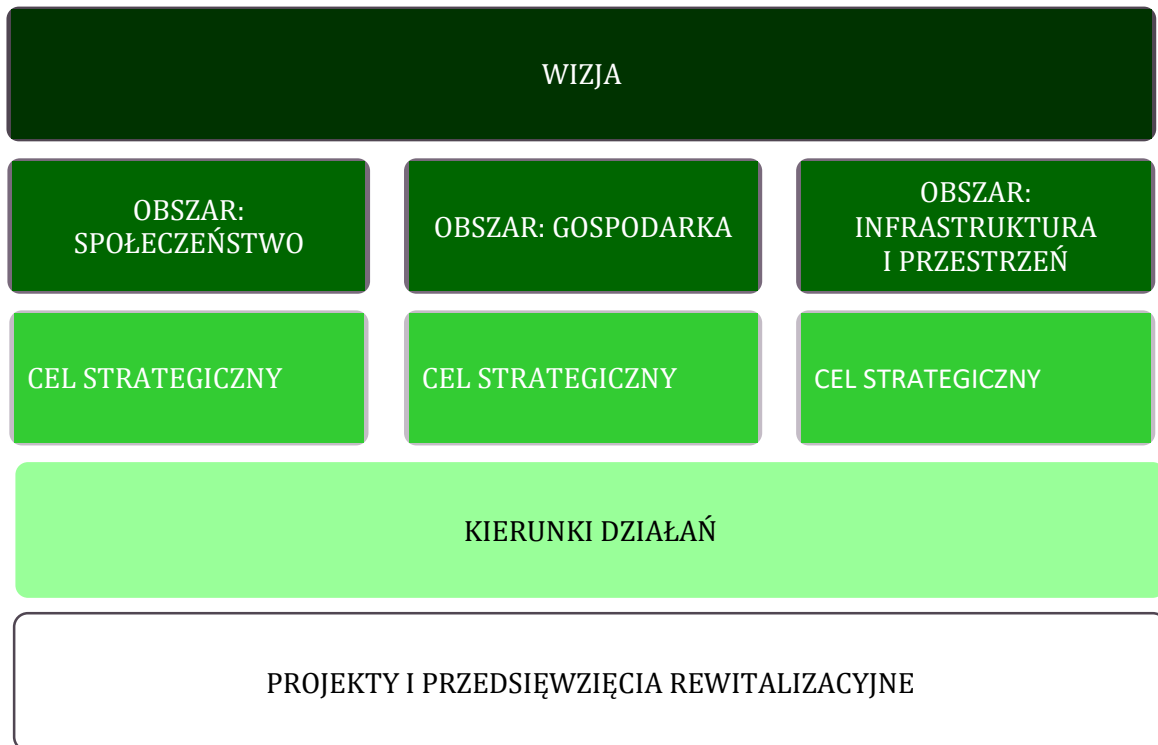 WIZJA
OBSZAR:
SPOŁECZEŃSTWO
OBSZAR: GOSPODARKA
OBSZAR:
INFRASTRUKTURA
I PRZESTRZEŃ
CEL STRATEGICZNY
CEL STRATEGICZNY
CEL STRATEGICZNY
KIERUNKI DZIAŁAŃ
PROJEKTY I PRZEDSIĘWZIĘCIA REWITALIZACYJNE